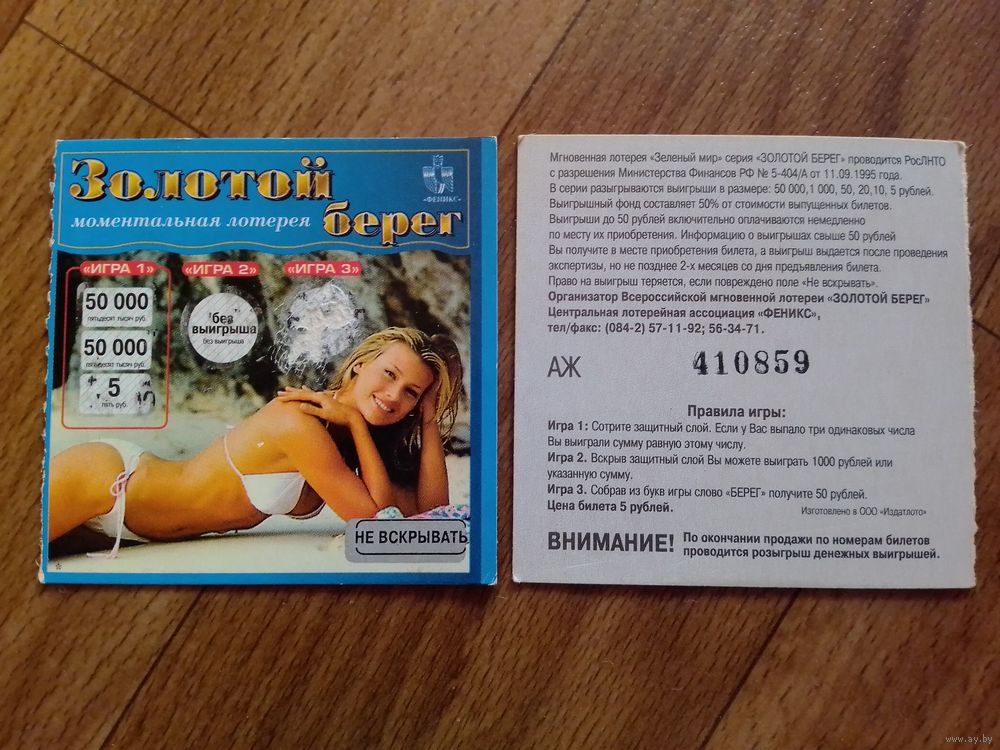 Золотой
моментальная лотерея
берег
«ФЕНИКС»
«ИГРА 1»
«ИГРА 2»
«ИГРА 3»
50 000
пятьдесят тысяч руб.
50 000
пятьдесят тысяч руб.
5
пять руб.
без
выигрыша
без выигрыша
НЕ ВСКРЫВАТЬ
Мгновенная лотерея «Зеленый мир» серия «ЗОЛОТОЙ БЕРЕГ» проводится РосЛНТО
с разрешения Министерства Финансов РФ № 5-404/А от 11.09.1995 года.
В серии разыгрываются выигрыши в размере: 50 000,1 000, 50, 20,10, 5 рублей.
Выигрышный фонд составляет 50% от стоимости выпущенных билетов.
Выигрыши до 50 рублей включительно оплачиваются немедленно
по месту их приобретения. Информацию о выигрышах свыше 50 рублей
Вы получите в месте приобретения билета, а выигрыш выдается после проведения
экспертизы, но не позднее 2-х месяцев со дня предъявления билета.
Право на выигрыш теряется, если повреждено поле «Не вскрывать».
Организатор Всероссийской мгновенной лотереи «ЗОЛОТОЙ БЕРЕГ»
Центральная лотерейная ассоциация «ФЕНИКС»,
тел/факс: (084-2) 57-11-92; 56-34-71.
АЖ 410859
Правила игры:
Игра 1: Сотрите защитный слой. Если у Вас выпало три одинаковых числа
Вы выиграли сумму равную этому числу.
Игра 2. Вскрыв защитный слой Вы можете выиграть 1000 рублей или
указанную сумму.
Игра 3. Собрав из букв игры слово «БЕРЕГ» получите 50 рублей.
Цена билета 5 рублей.
Изготовлено в ООО «Издатлото»
ВНИМАНИЕ! По окончании продажи по номерам билетов
проводится розыгрыш денежных выигрышей.
www.ay.by